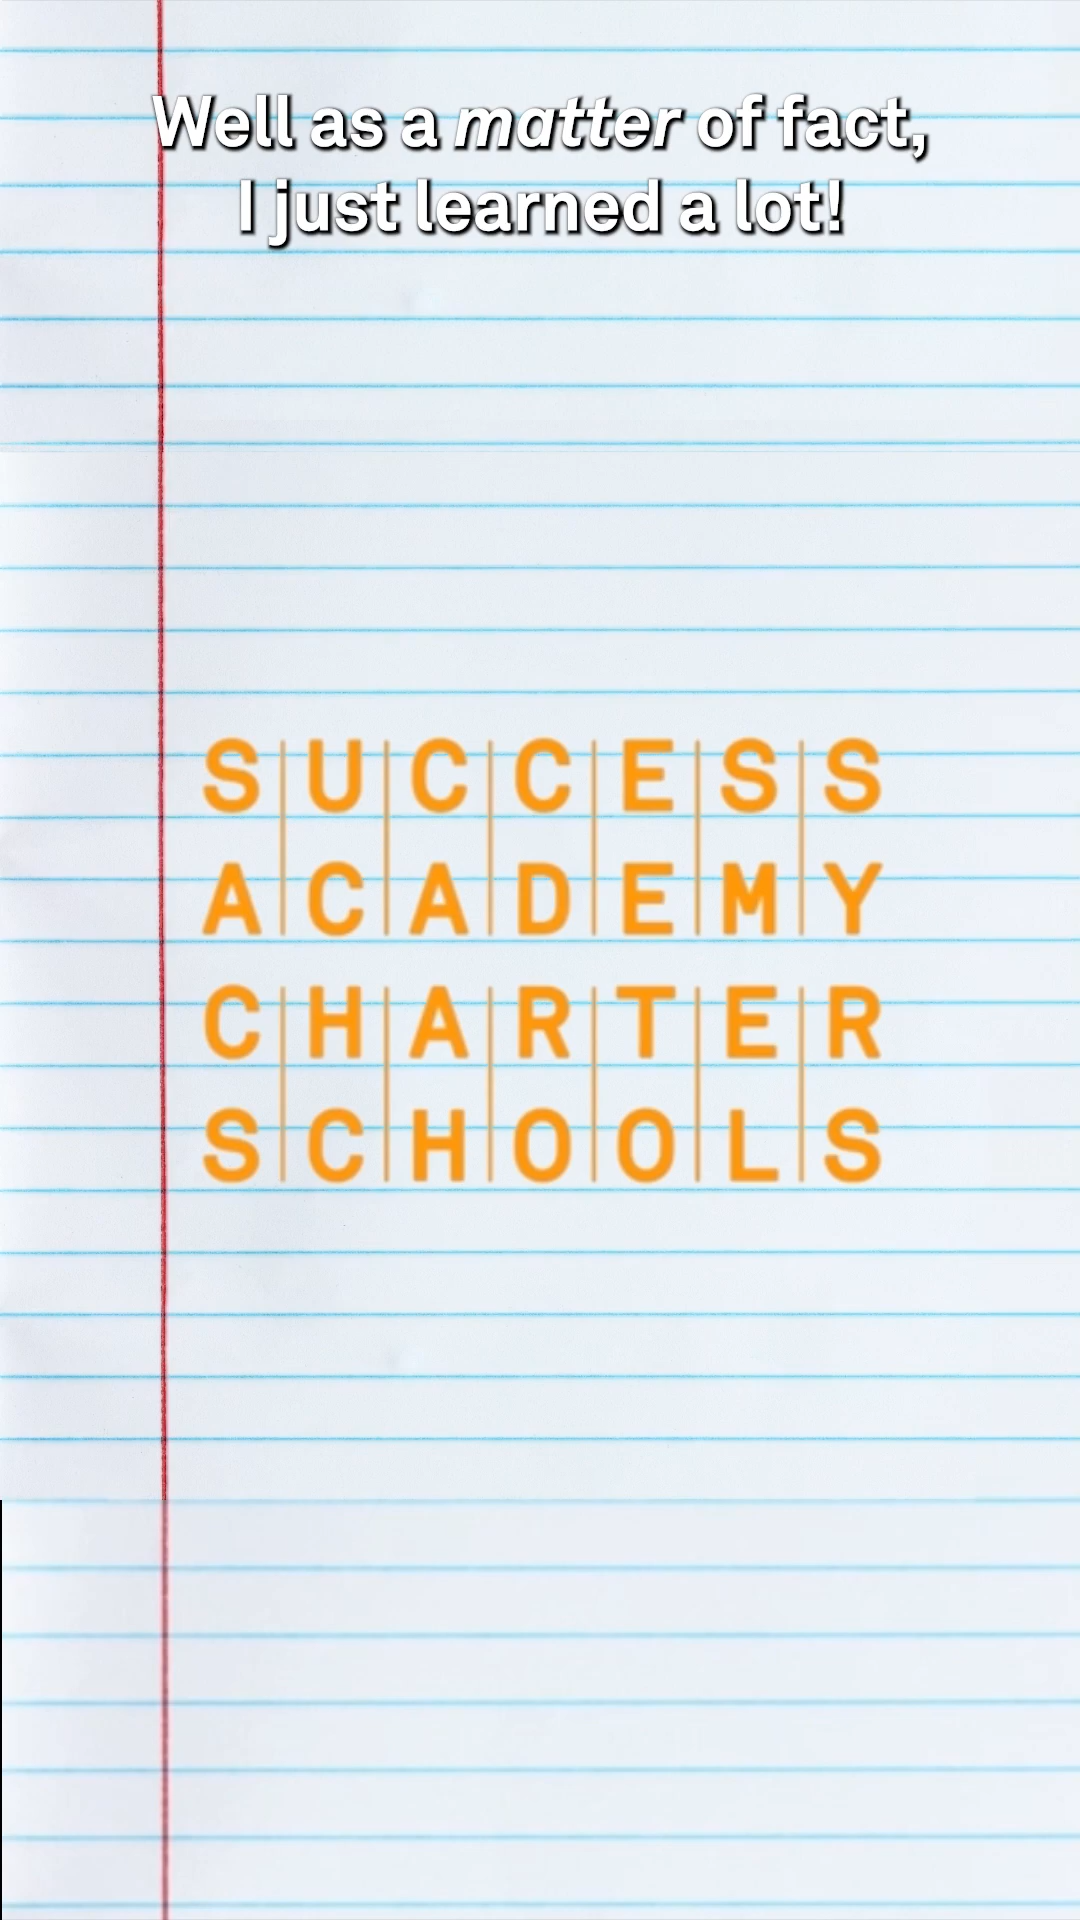 Well as a matter of fact,
I just learned a lot!
SUCCESS
ACADEMY
CHARTER
SCHOOLS